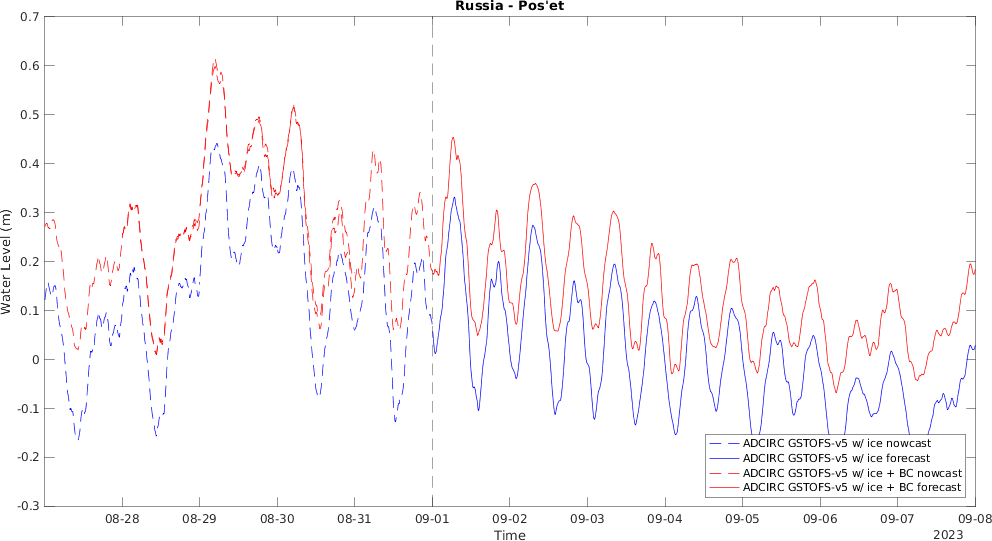 Russia - Pos'et
0.7
0.6
0.5
0.4
0.3
0.2
0.1
0
-0.1
-0.2
-0.3
Water Level (m)
ADCIRC GSTOFS-v5 w/ ice nowcast
ADCIRC GSTOFS-v5 w/ ice forecast
ADCIRC GSTOFS-v5 w/ ice + BC nowcast
ADCIRC GSTOFS-v5 w/ ice + BC forecast
08-28 08-29 08-30 08-31 09-01 09-02 09-03 09-04 09-05 09-06 09-07 09-08
Time
2023